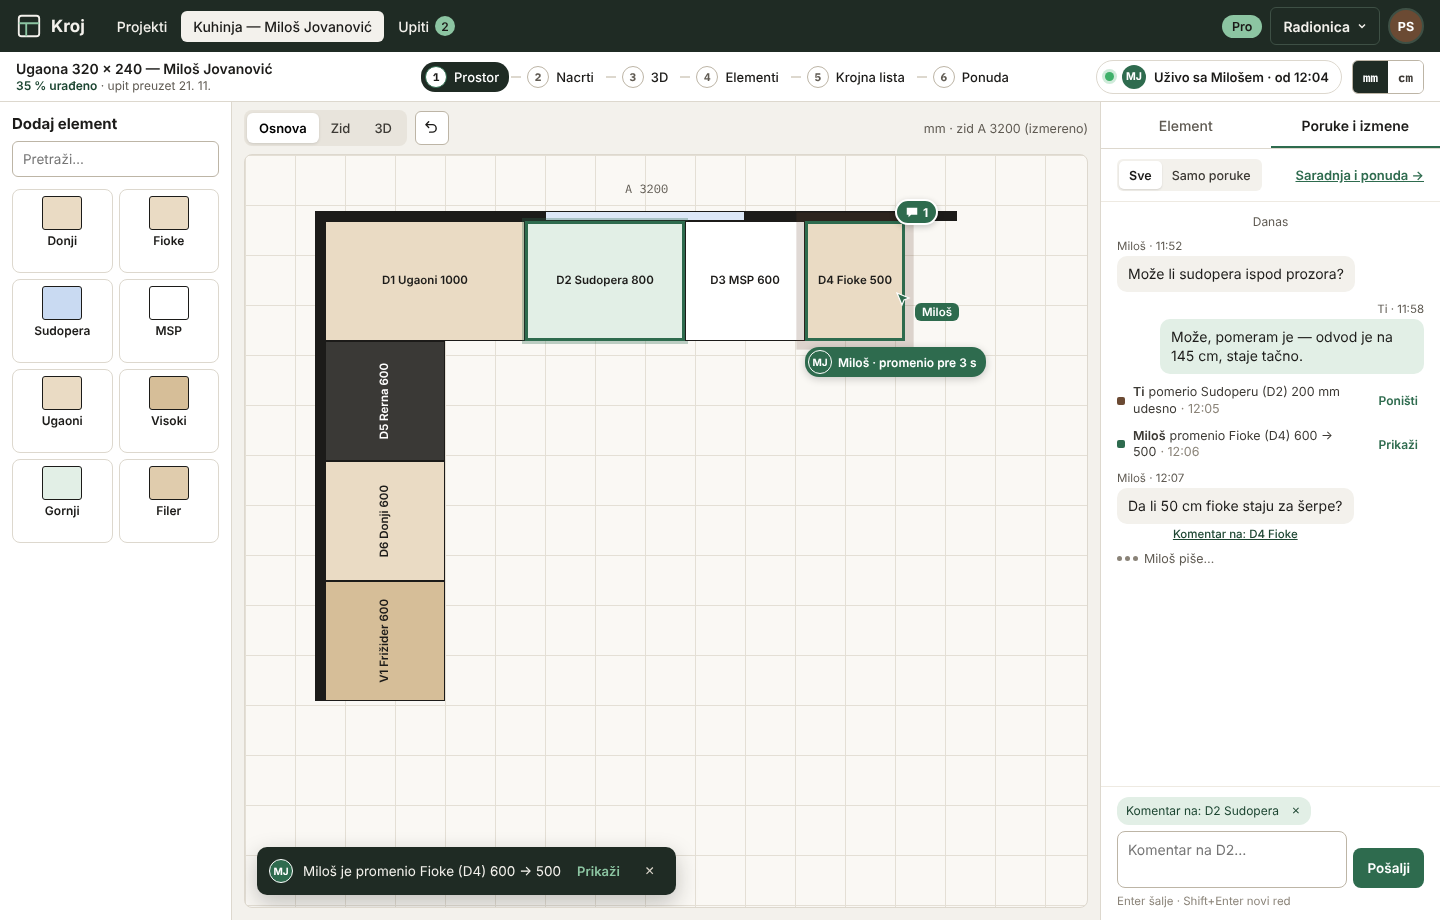 Kroj
Projekti
Kuhinja — Miloš Jovanović
Upiti 2
Pro
Radionica
PS
Ugaona 320 × 240 — Miloš Jovanović
35 % urađeno · upit preuzet 21. 11.
1 Prostor
2 Nacrti
3 3D
4 Elementi
5 Krojna lista
6 Ponuda
MJ Uživo sa Milošem · od 12:04
mm cm
Dodaj element
Pretraži...
Donji
Fioke
Sudopera
MSP
Ugaoni
Visoki
Gornji
Filer
Osnova
Zid
3D
mm · zid A 3200 (izmereno)
A 3200
1
D1 Ugaoni 1000
D2 Sudopera 800
D3 MSP 600
D4 Fioke 500
Miloš
MJ Miloš · promenio pre 3 s
D5 Rerna 600
D6 Donji 600
V1 Frižider 600
MJ Miloš je promenio Fioke (D4) 600 → 500 Prikaži ×
Element
Poruke i izmene
Sve
Samo poruke
Saradnja i ponuda →
Danas
Miloš · 11:52
Može li sudopera ispod prozora?
Ti · 11:58
Može, pomeram je — odvod je na
145 cm, staje tačno.
Ti pomerio Sudoperu (D2) 200 mm
udesno · 12:05
Poništi
Miloš promenio Fioke (D4) 600 →
500 · 12:06
Prikaži
Miloš · 12:07
Da li 50 cm fioke staju za šerpe?
Komentar na: D4 Fioke
Miloš piše...
Komentar na: D2 Sudopera ×
Komentar na D2...
Pošalji
Enter šalje · Shift+Enter novi red